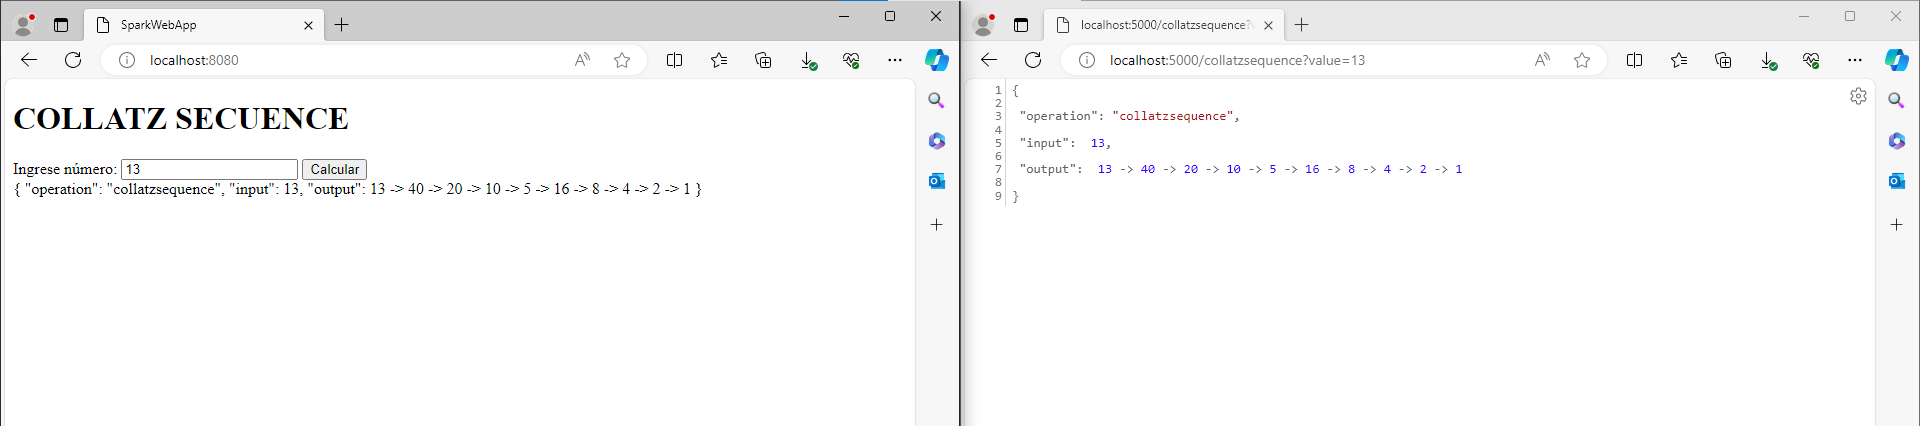 SparkWebApp
localhost:8080
COLLATZ SECUENCE
Ingrese número: 13 Calcular
{ "operation": "collatzsequence", "input": 13, "output": 13 -> 40 -> 20 -> 10 -> 5 -> 16 -> 8 -> 4 -> 2 -> 1 }
localhost:5000/collatzsequence?
localhost:5000/collatzsequence?value=13
1 {
2
3 "operation": "collatzsequence",
4
5 "input":  13,
6
7 "output":  13 -> 40 -> 20 -> 10 -> 5 -> 16 -> 8 -> 4 -> 2 -> 1
8
9 }